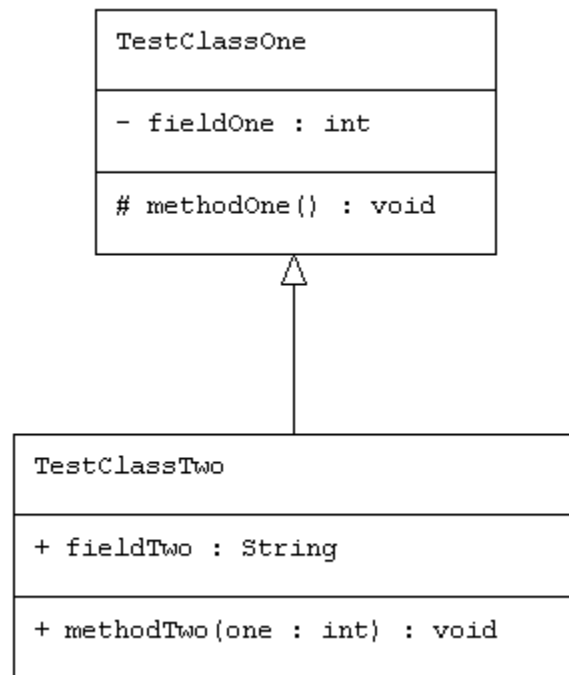 TestClassOne
- fieldOne : int
# methodOne() : void
TestClassTwo
+ fieldTwo : String
+ methodTwo(one : int) : void